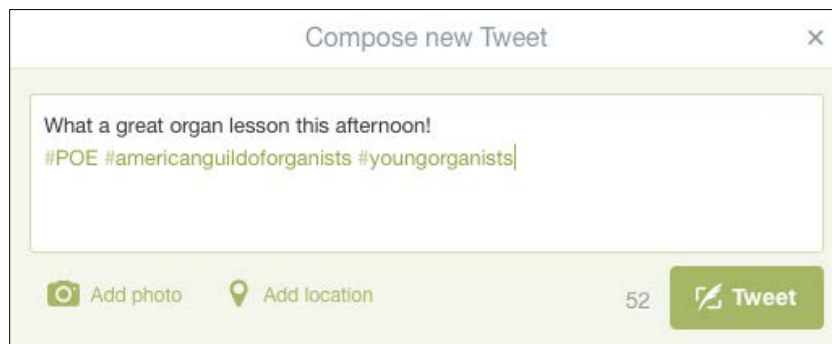 Compose new Tweet ×
What a great organ lesson this afternoon!
#POE #americanguildoforganists #youngorganists
Add photo Add location 52 Tweet